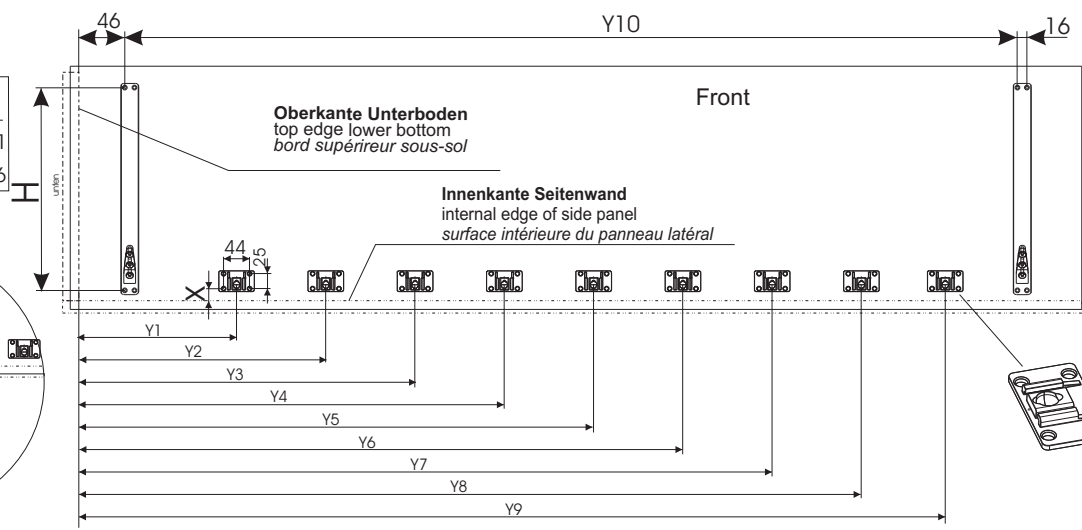 46
Y10
16
Front
Oberkante Unterboden
top edge lower bottom
bord supérireur sous-sol
H
unten
Innenkante Seitenwand
internal edge of side panel
surface intérieure du panneau latéral
44
25
X
Y1
Y2
Y3
Y4
Y5
Y6
Y7
Y8
Y9